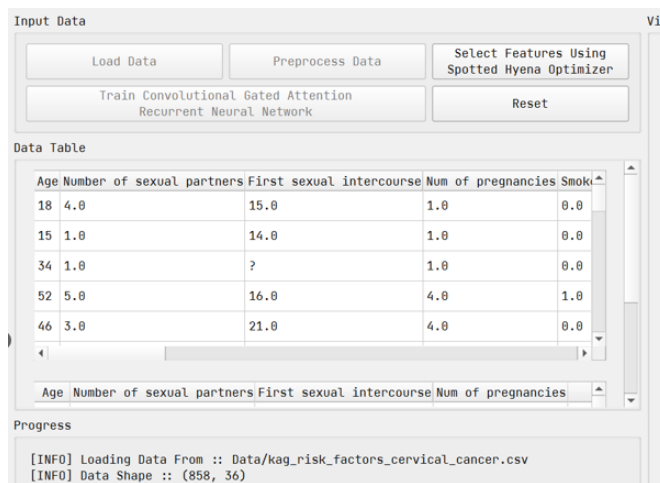 Input Data
Vi
Load Data
Preprocess Data
Select Features Using
Spotted Hyena Optimizer
Train Convolutional Gated Attention
Recurrent Neural Network
Reset
Data Table
Age Number of sexual partners First sexual intercourse Num of pregnancies Smok
18 4.0 15.0 1.0 0.0
15 1.0 14.0 1.0 0.0
34 1.0 ? 1.0 0.0
52 5.0 16.0 4.0 1.0
46 3.0 21.0 4.0 0.0
Age Number of sexual partners First sexual intercourse Num of pregnancies
Progress
[INFO] Loading Data From :: Data/kag_risk_factors_cervical_cancer.csv
[INFO] Data Shape :: (858, 36)